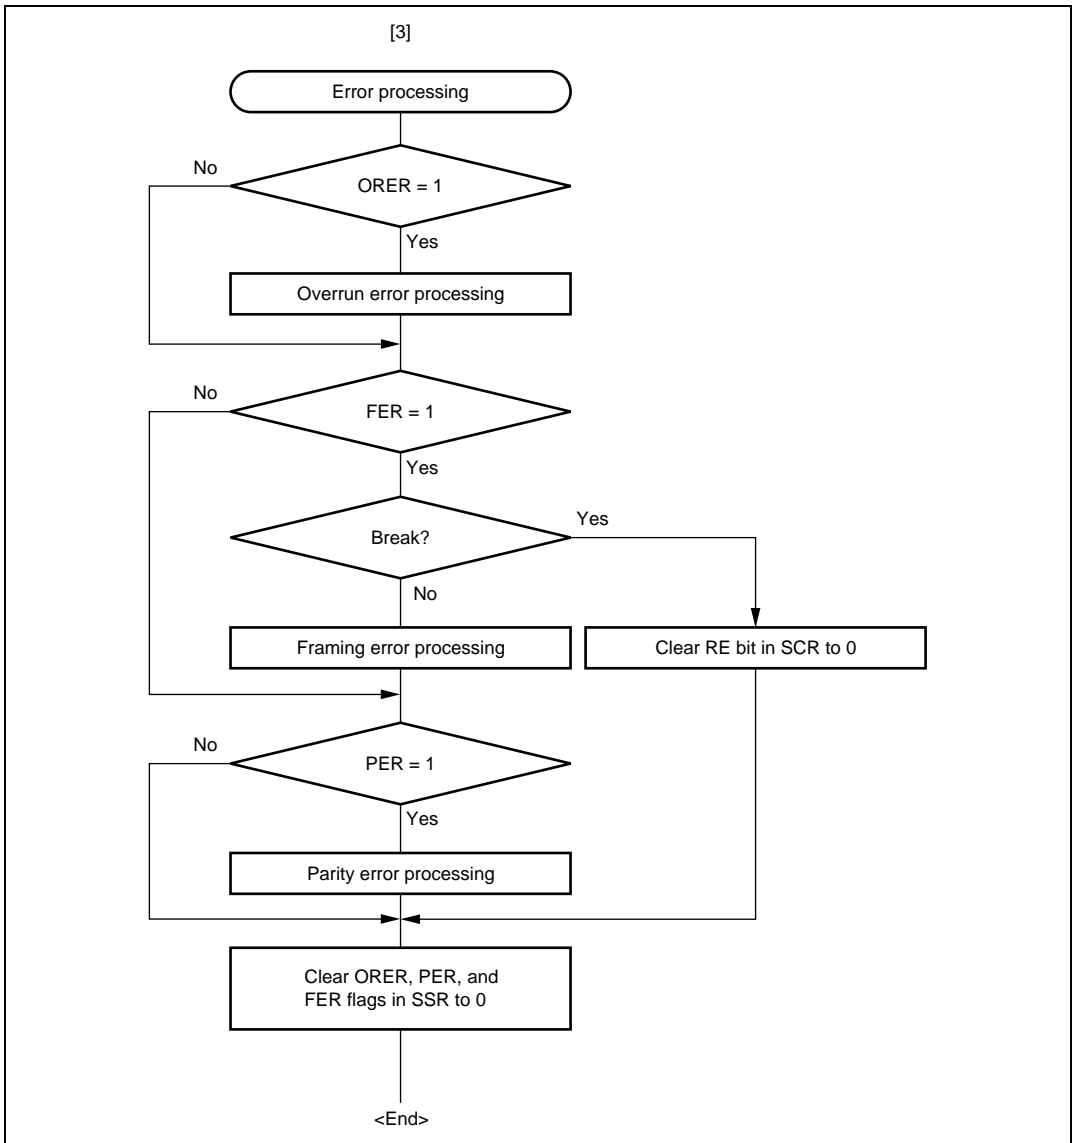 [3]
Error processing
No
ORER = 1
Yes
Overrun error processing
No
FER = 1
Yes
Break?
Yes
No
Framing error processing
Clear RE bit in SCR to 0
No
PER = 1
Yes
Parity error processing
Clear ORER, PER, and
FER flags in SSR to 0
<End>